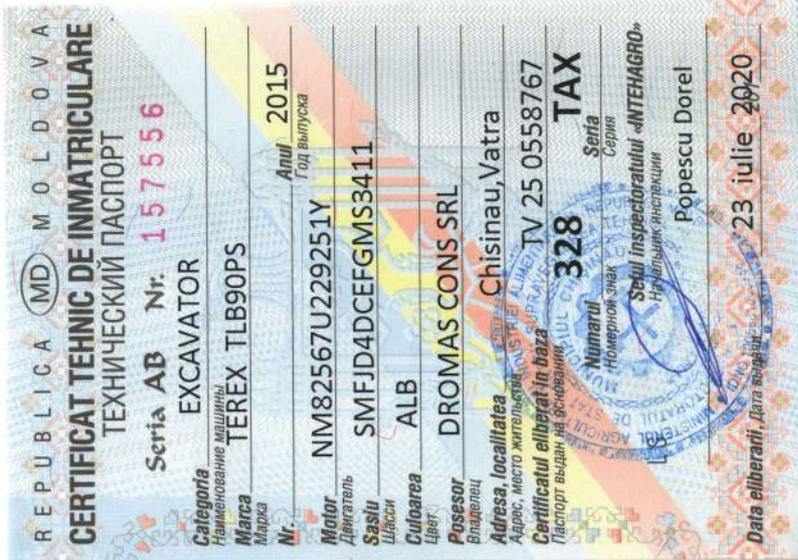 REPUBLICA MD MOLDOVA
CERTIFICAT TEHNIC DE INMATRICULARE
ТЕХНИЧЕСКИЙ ПАСПОРТ
Seria AB Nr. 157556
Categoria EXCAVATOR
Наименование машины
Marca TEREX TLB90PS
Марка
Nr. Anul 2015
Год выпуска
Motor NM82567U229251Y
Двигатель
Sasiu SMFJD4DCEFGMS3411
Шасси
Culoarea ALB
Цвет
Posesor DROMAS CONS SRL
Владелец
Adresa, localitatea Chisinau,Vatra
Адрес, место жительства
Certificatul eliberat in baza TV 25 0558767
Паспорт выдан на основании
328 TAX
Numarul Seria
Номерной знак Серия
Seful inspectoratului «INTEHAGRO»
Начальник инспекции
Popescu Dorel
23 iulie 2020
Data eliberarii, Дата выдачи
MUNICIPIUL CHISINAU
MINISTERUL AGRICULTURII